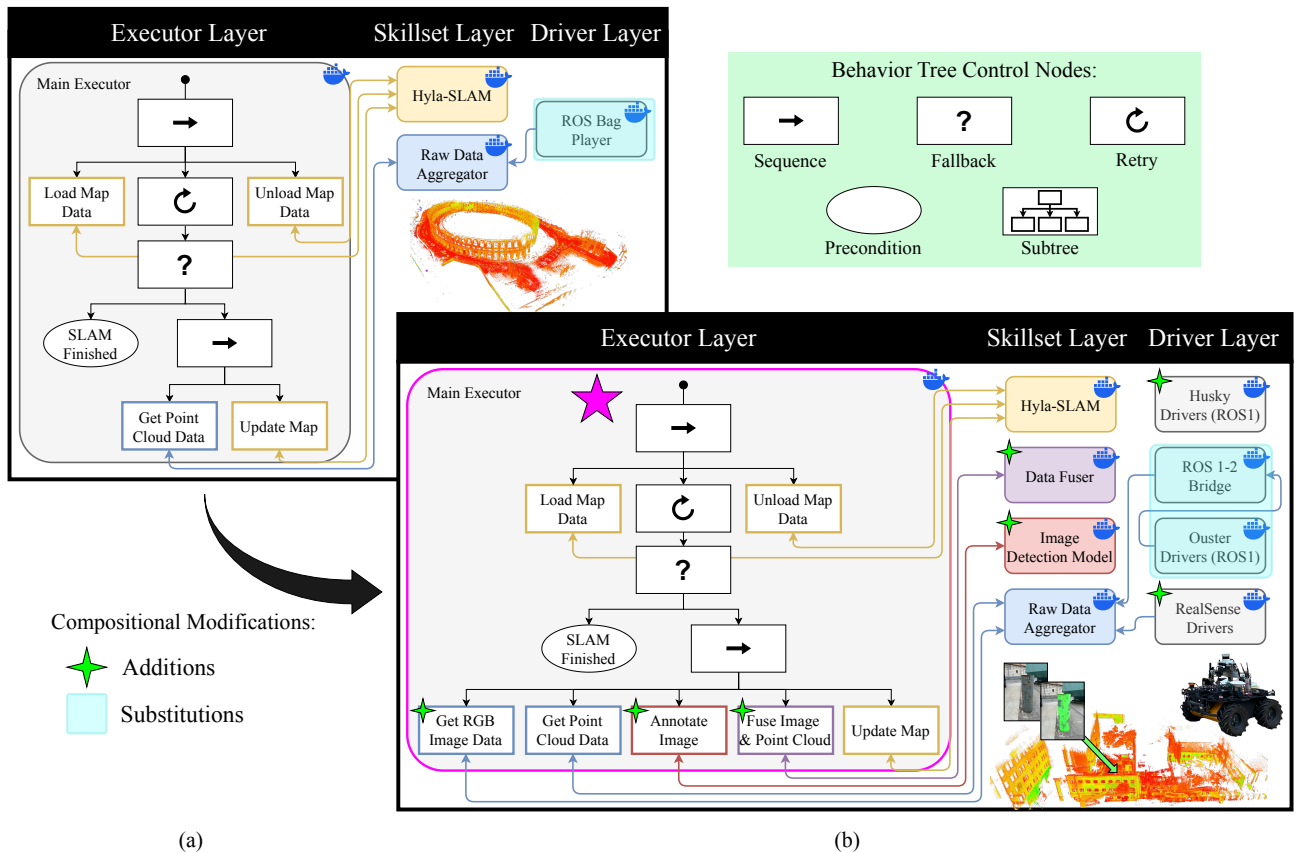 Executor Layer
Skillset Layer
Driver Layer
Main Executor
Load Map
Data
Unload Map
Data
?
SLAM
Finished
Get Point
Cloud Data
Update Map
Hyla-SLAM
Raw Data
Aggregator
ROS Bag
Player
Behavior Tree Control Nodes:
?
Sequence
Fallback
Retry
Precondition
Subtree
Executor Layer
Skillset Layer
Driver Layer
Main Executor
Load Map
Data
Unload Map
Data
?
SLAM
Finished
Get RGB
Image Data
Get Point
Cloud Data
Annotate
Image
Fuse Image
& Point Cloud
Update Map
Hyla-SLAM
Data Fuser
Image
Detection Model
Raw Data
Aggregator
Husky
Drivers (ROS1)
ROS 1-2
Bridge
Ouster
Drivers (ROS1)
RealSense
Drivers
Compositional Modifications:
Additions
Substitutions
(a)
(b)